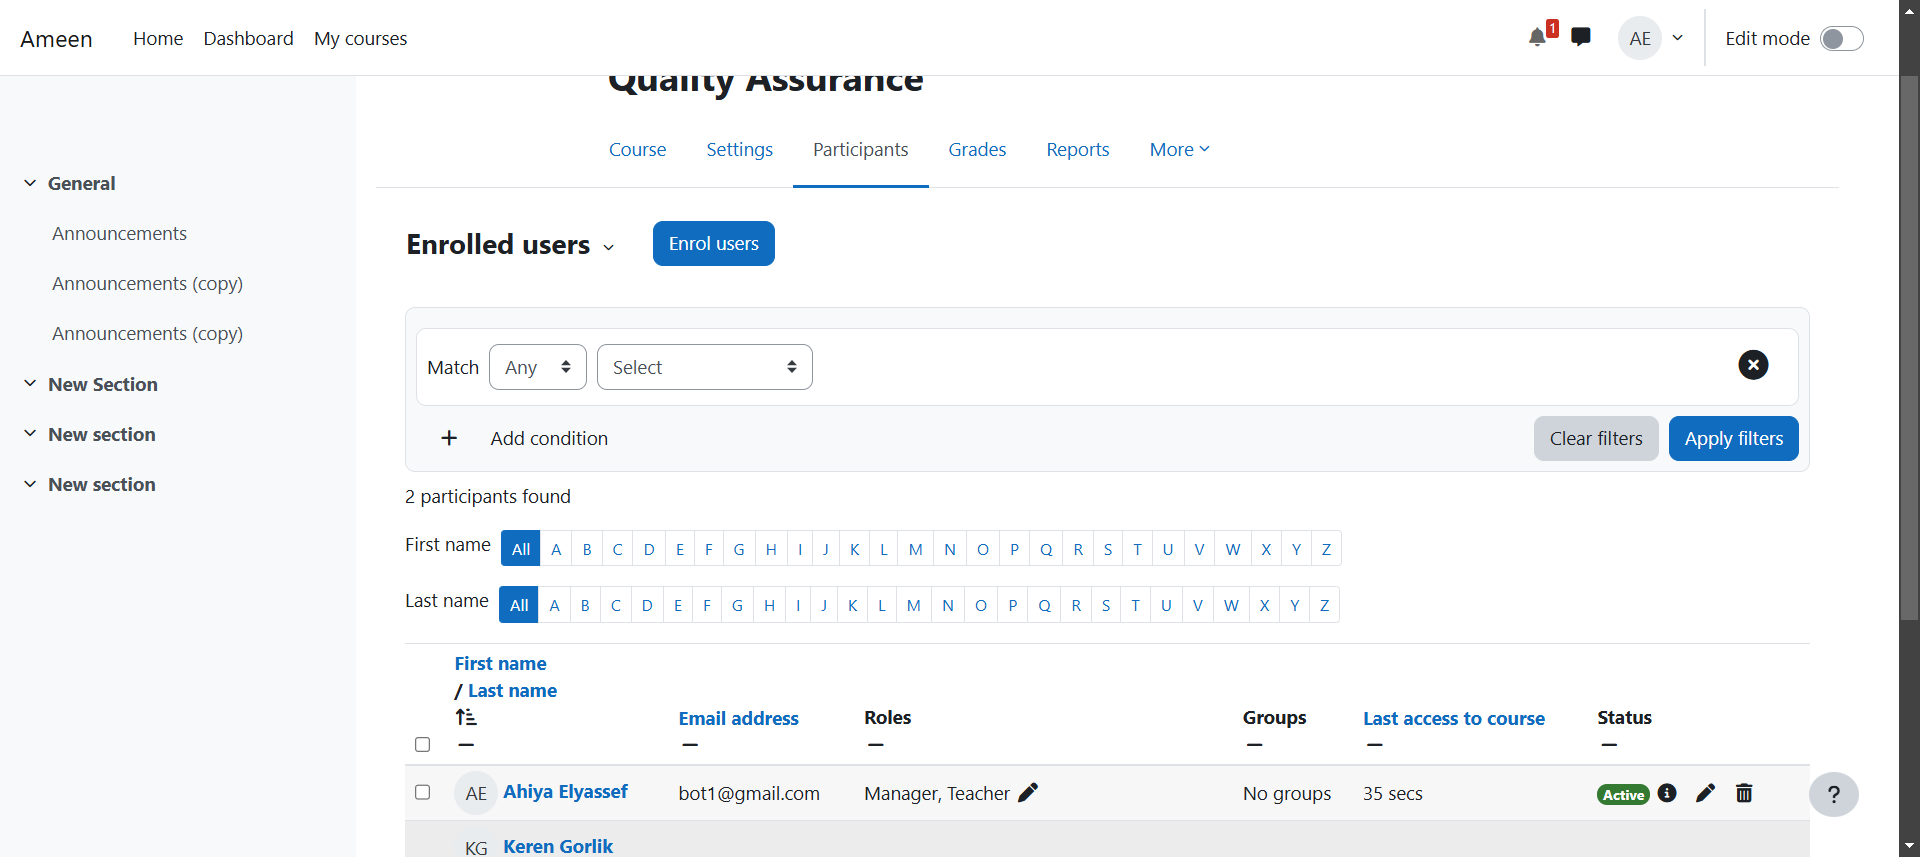 Ameen Home Dashboard My courses 1 AE Edit mode
Quality Assurance
Course Settings Participants Grades Reports More
General
Announcements
Announcements (copy)
Announcements (copy)
New Section
New section
New section
Enrolled users Enrol users
Match Any Select
Add condition Clear filters Apply filters
2 participants found
First name All A B C D E F G H I J K L M N O P Q R S T U V W X Y Z
Last name All A B C D E F G H I J K L M N O P Q R S T U V W X Y Z
First name
/ Last name
Email address Roles Groups Last access to course Status
AE Ahiya Elyassef bot1@gmail.com Manager, Teacher No groups 35 secs Active ?
KG Keren Gorlik